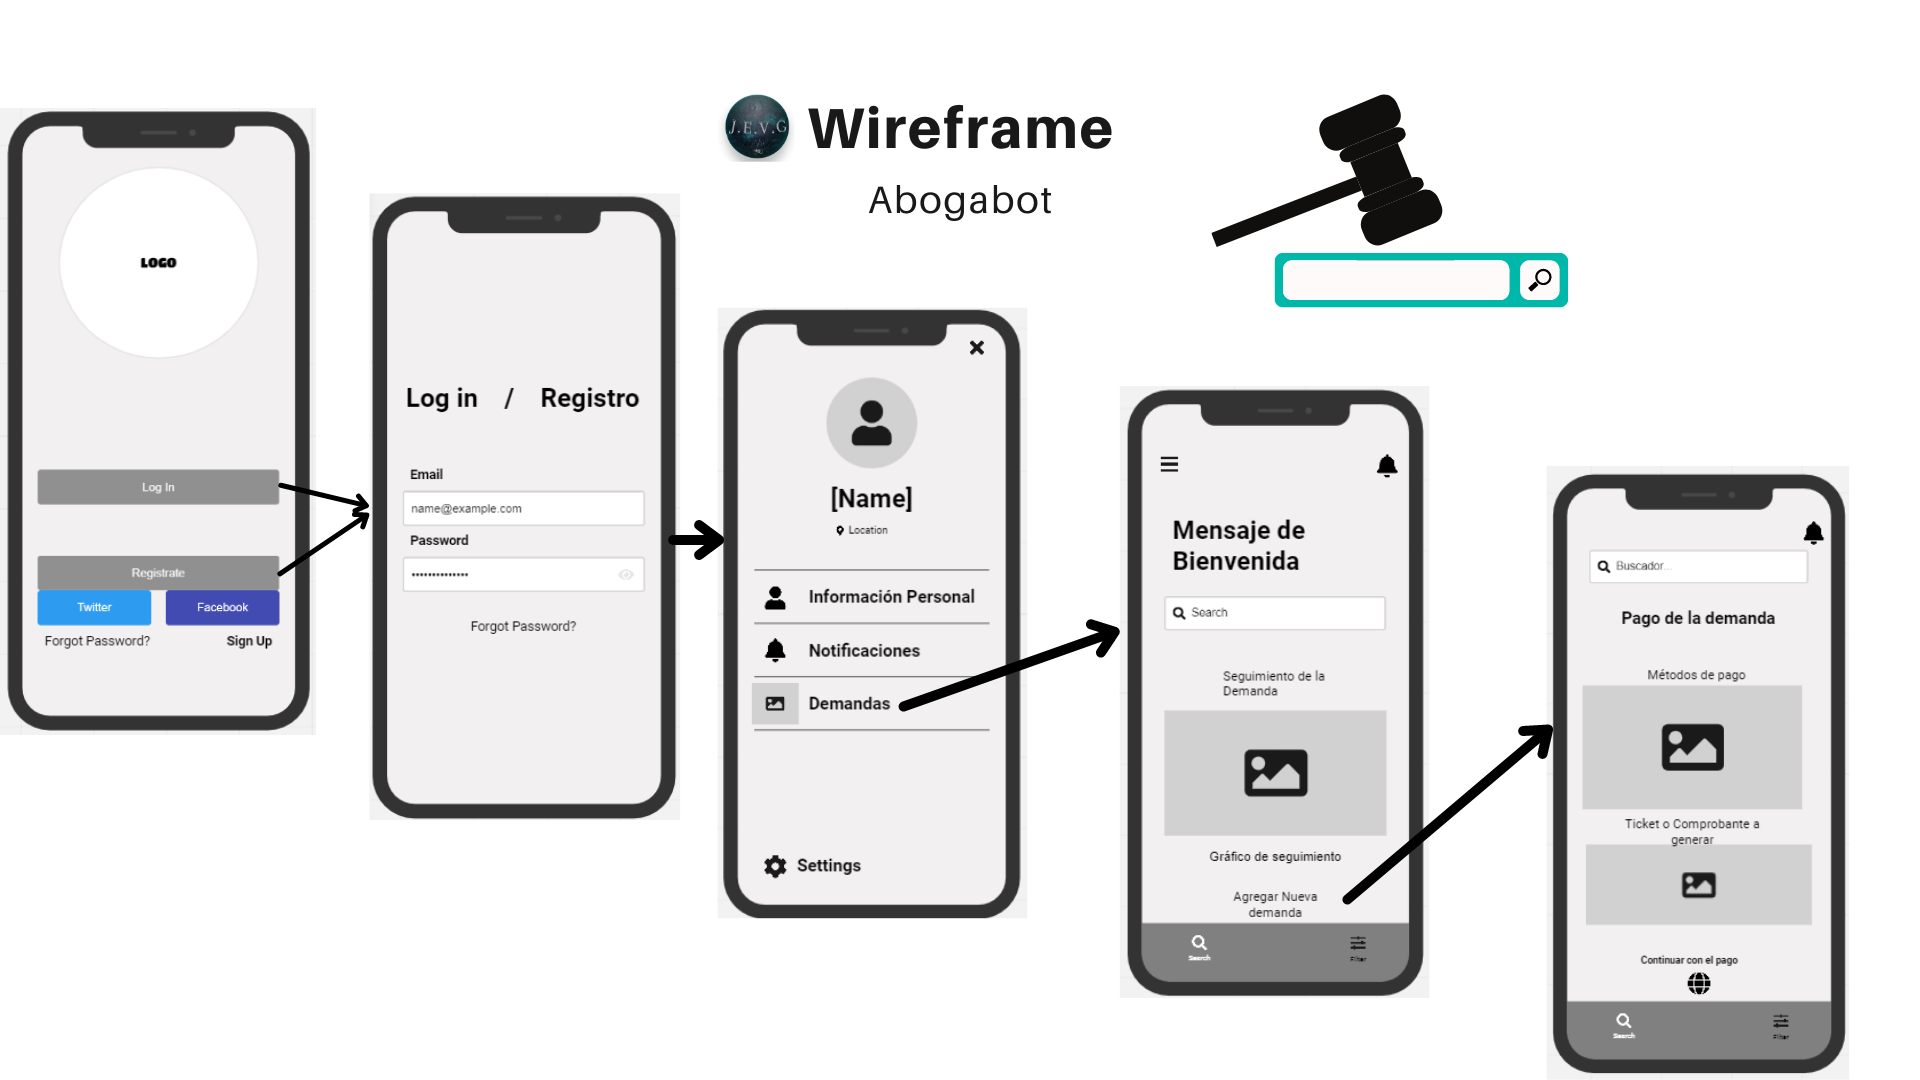 J.E.V.G
Wireframe
Abogabot
LOGO
Log In
Registrate
Twitter
Facebook
Forgot Password?
Sign Up
Log in / Registro
Email
name@example.com
Password
••••••••••••••
Forgot Password?
[Name]
Location
Información Personal
Notificaciones
Demandas
Settings
Mensaje de
Bienvenida
Search
Seguimiento de la
Demanda
Gráfico de seguimiento
Agregar Nueva
demanda
Search
Filter
Buscador...
Pago de la demanda
Métodos de pago
Ticket o Comprobante a
generar
Continuar con el pago
Search
Filter